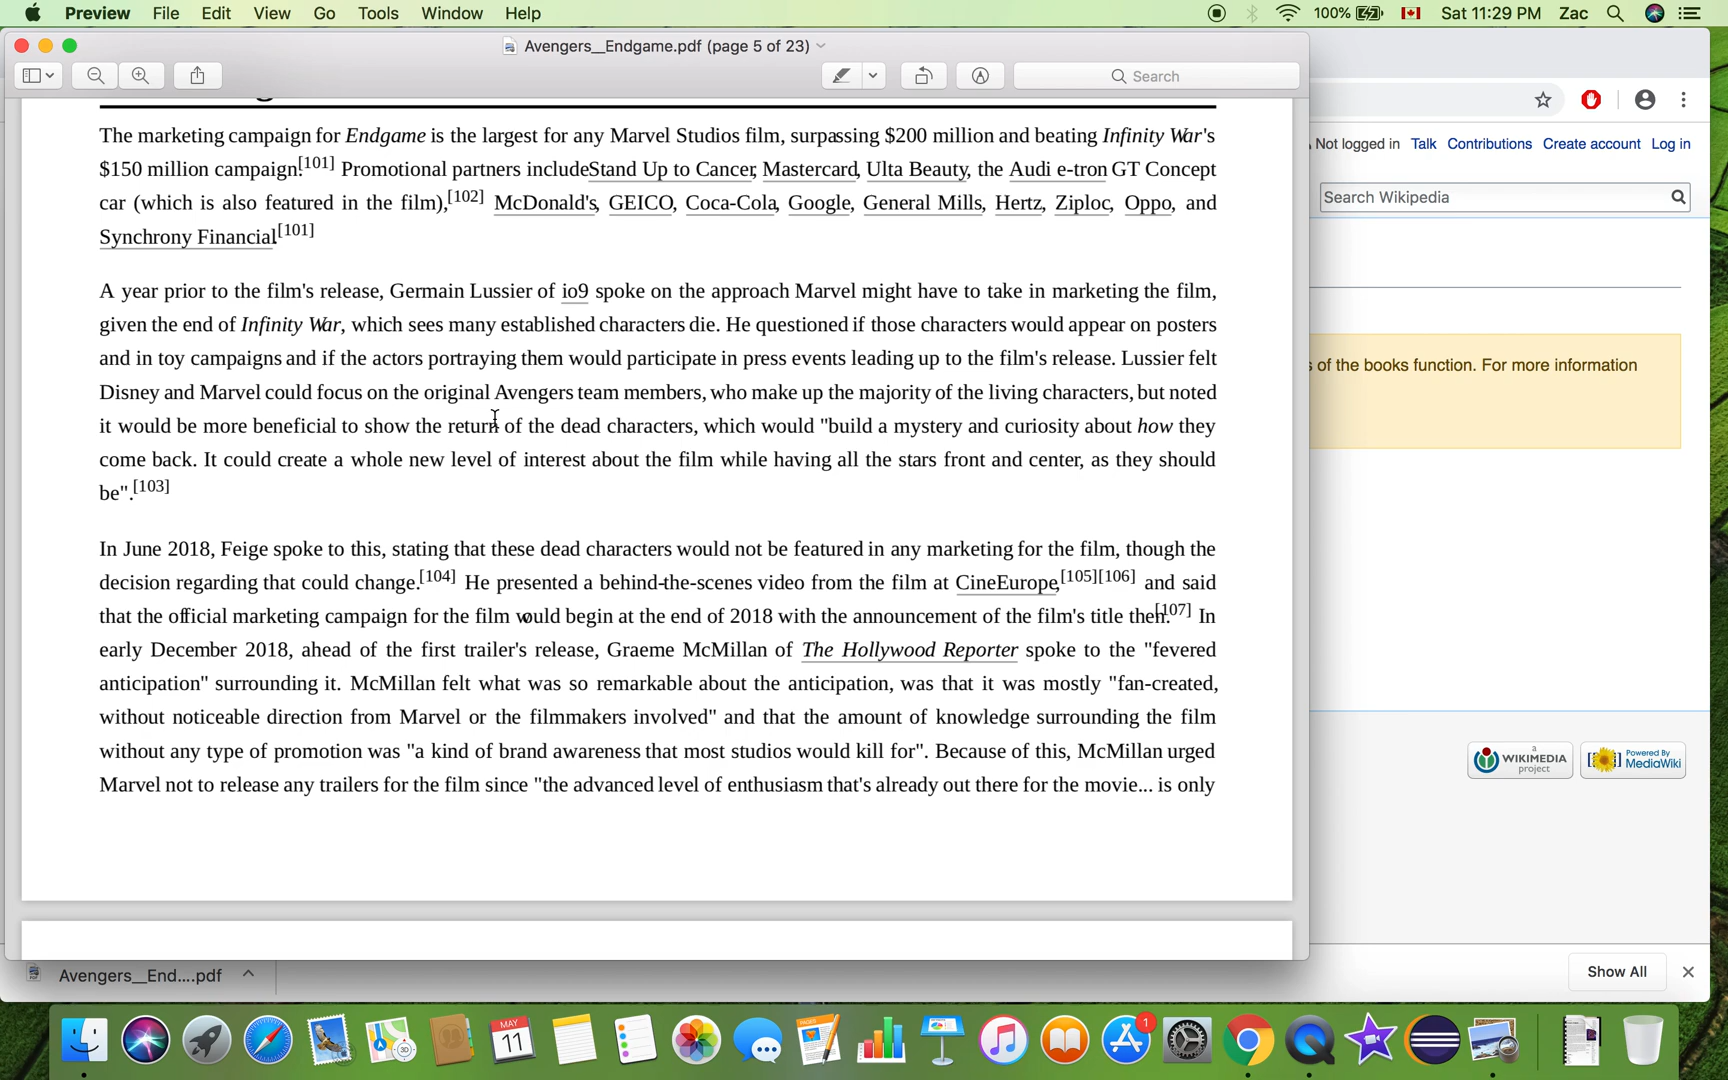 Preview File Edit View Go Tools Window Help 100% Sat 11:29 PM Zac
Avengers__Endgame.pdf (page 5 of 23)
Search
The marketing campaign for Endgame is the largest for any Marvel Studios film, surpassing $200 million and beating Infinity War's
$150 million campaign.[101] Promotional partners include Stand Up to Cancer, Mastercard, Ulta Beauty, the Audi e-tron GT Concept
car (which is also featured in the film),[102] McDonald's, GEICO, Coca-Cola, Google, General Mills, Hertz, Ziploc, Oppo, and
Synchrony Financial.[101]
A year prior to the film's release, Germain Lussier of io9 spoke on the approach Marvel might have to take in marketing the film,
given the end of Infinity War, which sees many established characters die. He questioned if those characters would appear on posters
and in toy campaigns and if the actors portraying them would participate in press events leading up to the film's release. Lussier felt
Disney and Marvel could focus on the original Avengers team members, who make up the majority of the living characters, but noted
it would be more beneficial to show the return of the dead characters, which would "build a mystery and curiosity about how they
come back. It could create a whole new level of interest about the film while having all the stars front and center, as they should
be".[103]
In June 2018, Feige spoke to this, stating that these dead characters would not be featured in any marketing for the film, though the
decision regarding that could change.[104] He presented a behind-the-scenes video from the film at CineEurope,[105][106] and said
that the official marketing campaign for the film would begin at the end of 2018 with the announcement of the film's title then.[107] In
early December 2018, ahead of the first trailer's release, Graeme McMillan of The Hollywood Reporter spoke to the "fevered
anticipation" surrounding it. McMillan felt what was so remarkable about the anticipation, was that it was mostly "fan-created,
without noticeable direction from Marvel or the filmmakers involved" and that the amount of knowledge surrounding the film
without any type of promotion was "a kind of brand awareness that most studios would kill for". Because of this, McMillan urged
Marvel not to release any trailers for the film since "the advanced level of enthusiasm that's already out there for the movie... is only
Not logged in Talk Contributions Create account Log in
Search Wikipedia
of the books function. For more information
a
WIKIMEDIA
project
Powered By
MediaWiki
Avengers__End....pdf
Show All
MAY
11
3D
1